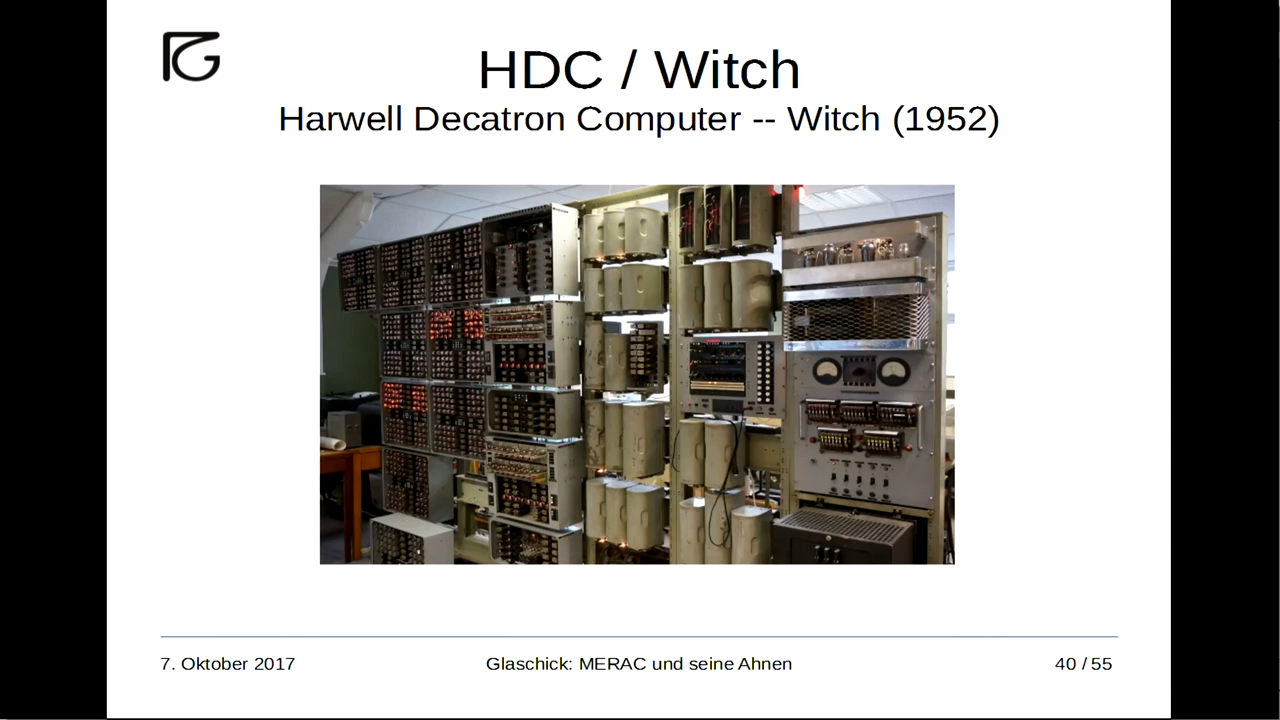 HDC / Witch
Harwell Decatron Computer -- Witch (1952)
7. Oktober 2017
Glaschick: MERAC und seine Ahnen
40 / 55